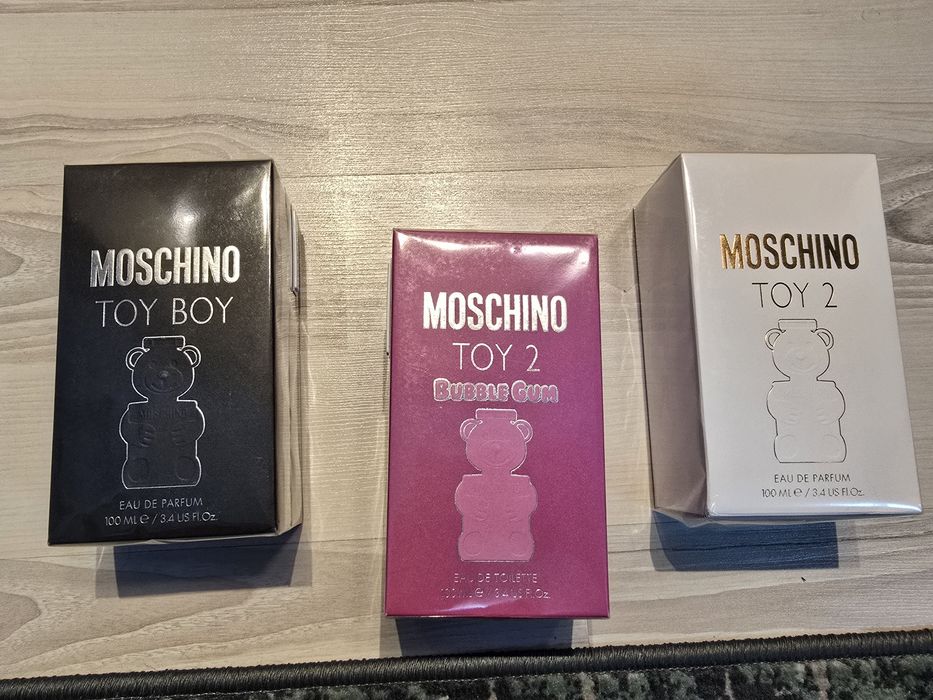 MOSCHINO
TOY BOY
MOSCHINO
EAU DE PARFUM
100 ML e / 3.4 US Fl.Oz.
MOSCHINO
TOY 2
BUBBLE GUM
EAU DE TOILETTE
100 ML e / 3.4 US Fl.Oz.
MOSCHINO
TOY 2
EAU DE PARFUM
100 ML e / 3.4 US Fl.Oz.